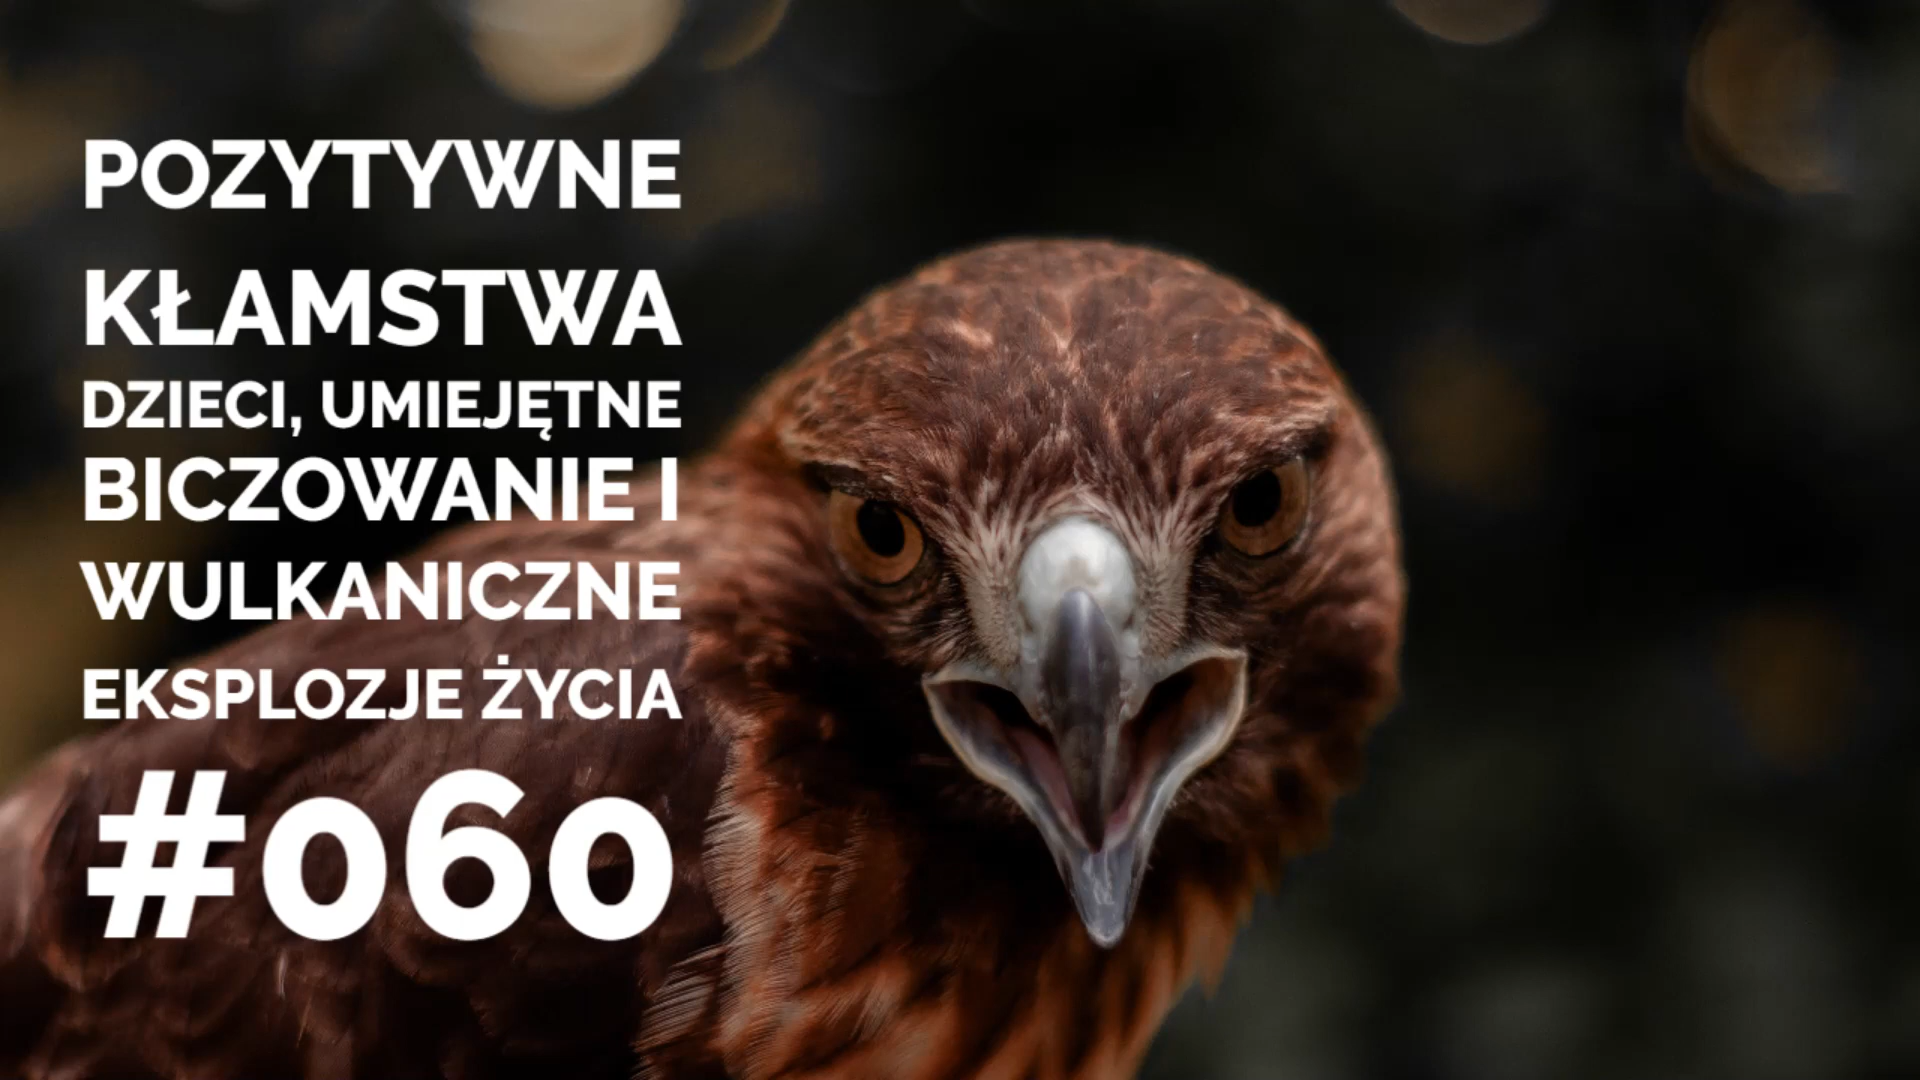 POZYTYWNE
KŁAMSTWA
DZIECI, UMIEJĘTNE
BICZOWANIE I
WULKANICZNE
EKSPLOZJE ŻYCIA
#060